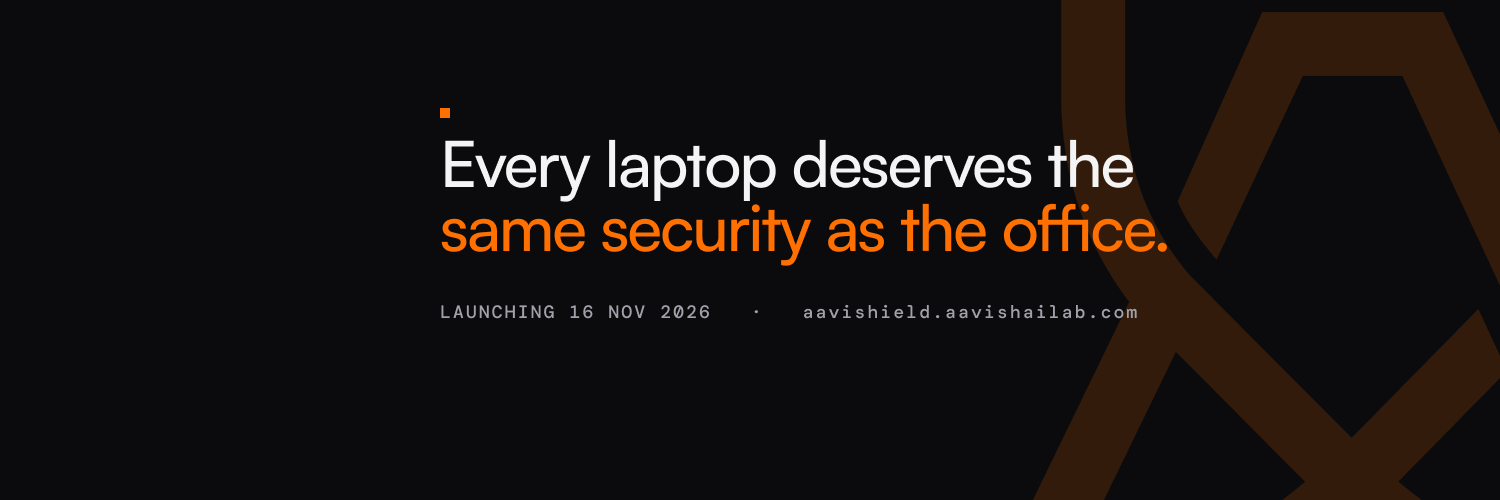 Every laptop deserves the
same security as the office.
LAUNCHING 16 NOV 2026 · aavishield.aavishailab.com